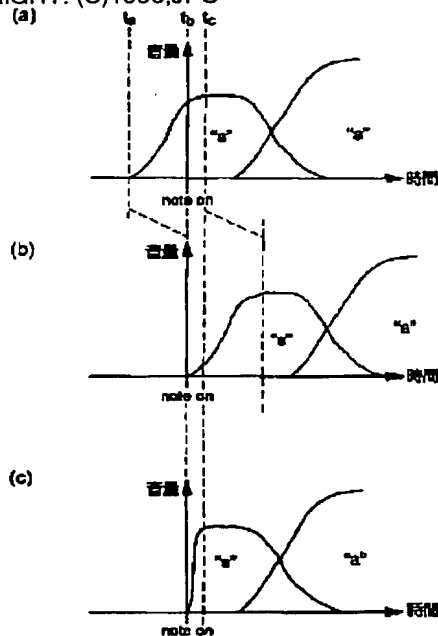 (a)
ta tb tc
音量
“a”
時間
note on
(b)
音量
“s” “a”
時間
note on
(c)
音量
“s” “a”
時間
note on